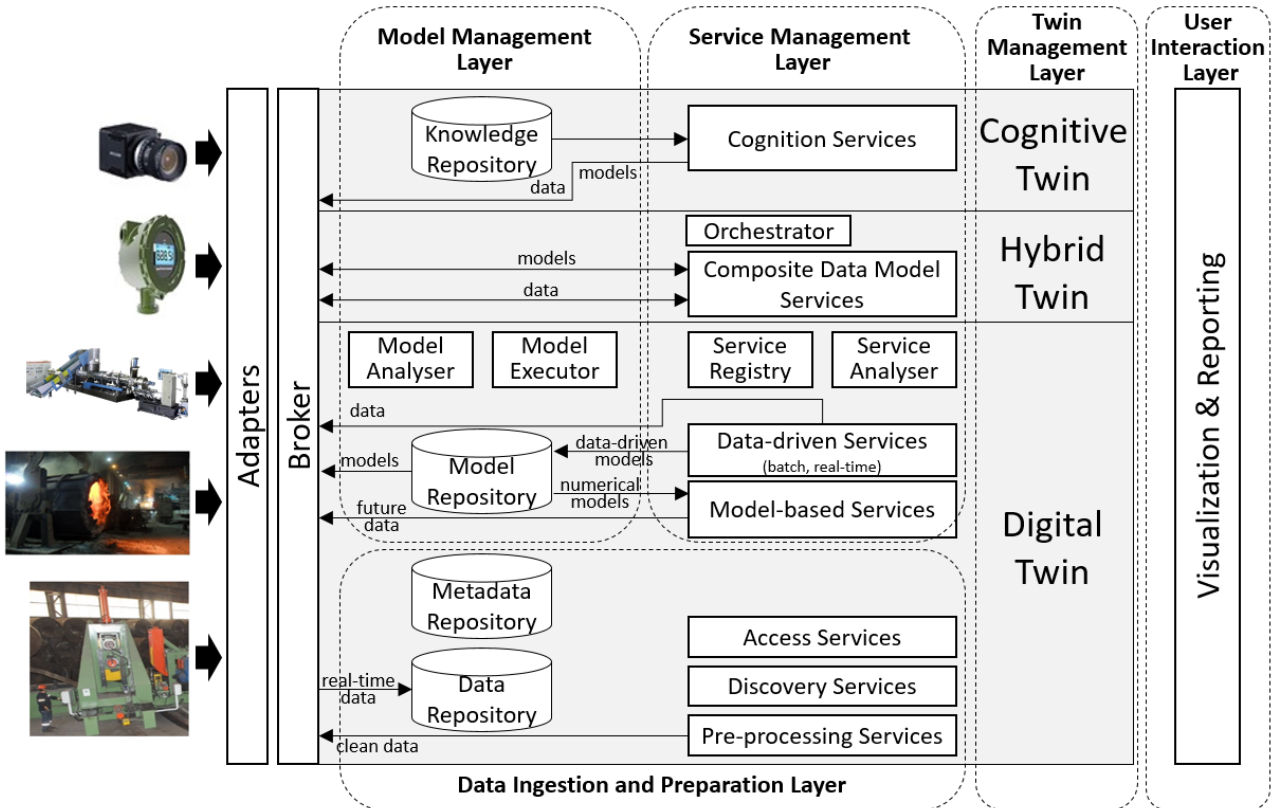 Model Management
Layer
Service Management
Layer
Twin
Management
Layer
User
Interaction
Layer
Adapters
Broker
Knowledge
Repository
Cognition Services
models
data
Cognitive
Twin
Orchestrator
models
Composite Data Model
Services
data
Hybrid
Twin
Model
Analyser
Model
Executor
Service
Registry
Service
Analyser
data
Data-driven Services
(batch, real-time)
data-driven
models
models
Model
Repository
numerical
models
Model-based Services
future
data
Digital
Twin
Metadata
Repository
Access Services
real-time
data
Data
Repository
Discovery Services
Pre-processing Services
clean data
Data Ingestion and Preparation Layer
Visualization & Reporting